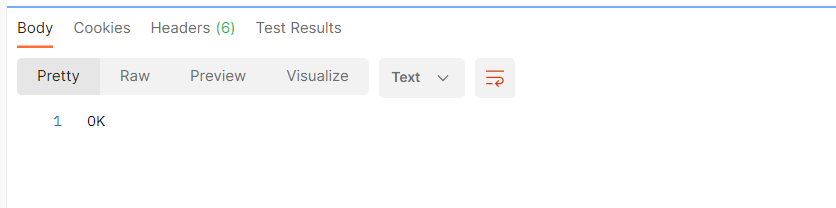 Body Cookies Headers (6) Test Results
Pretty Raw Preview Visualize Text
1 OK